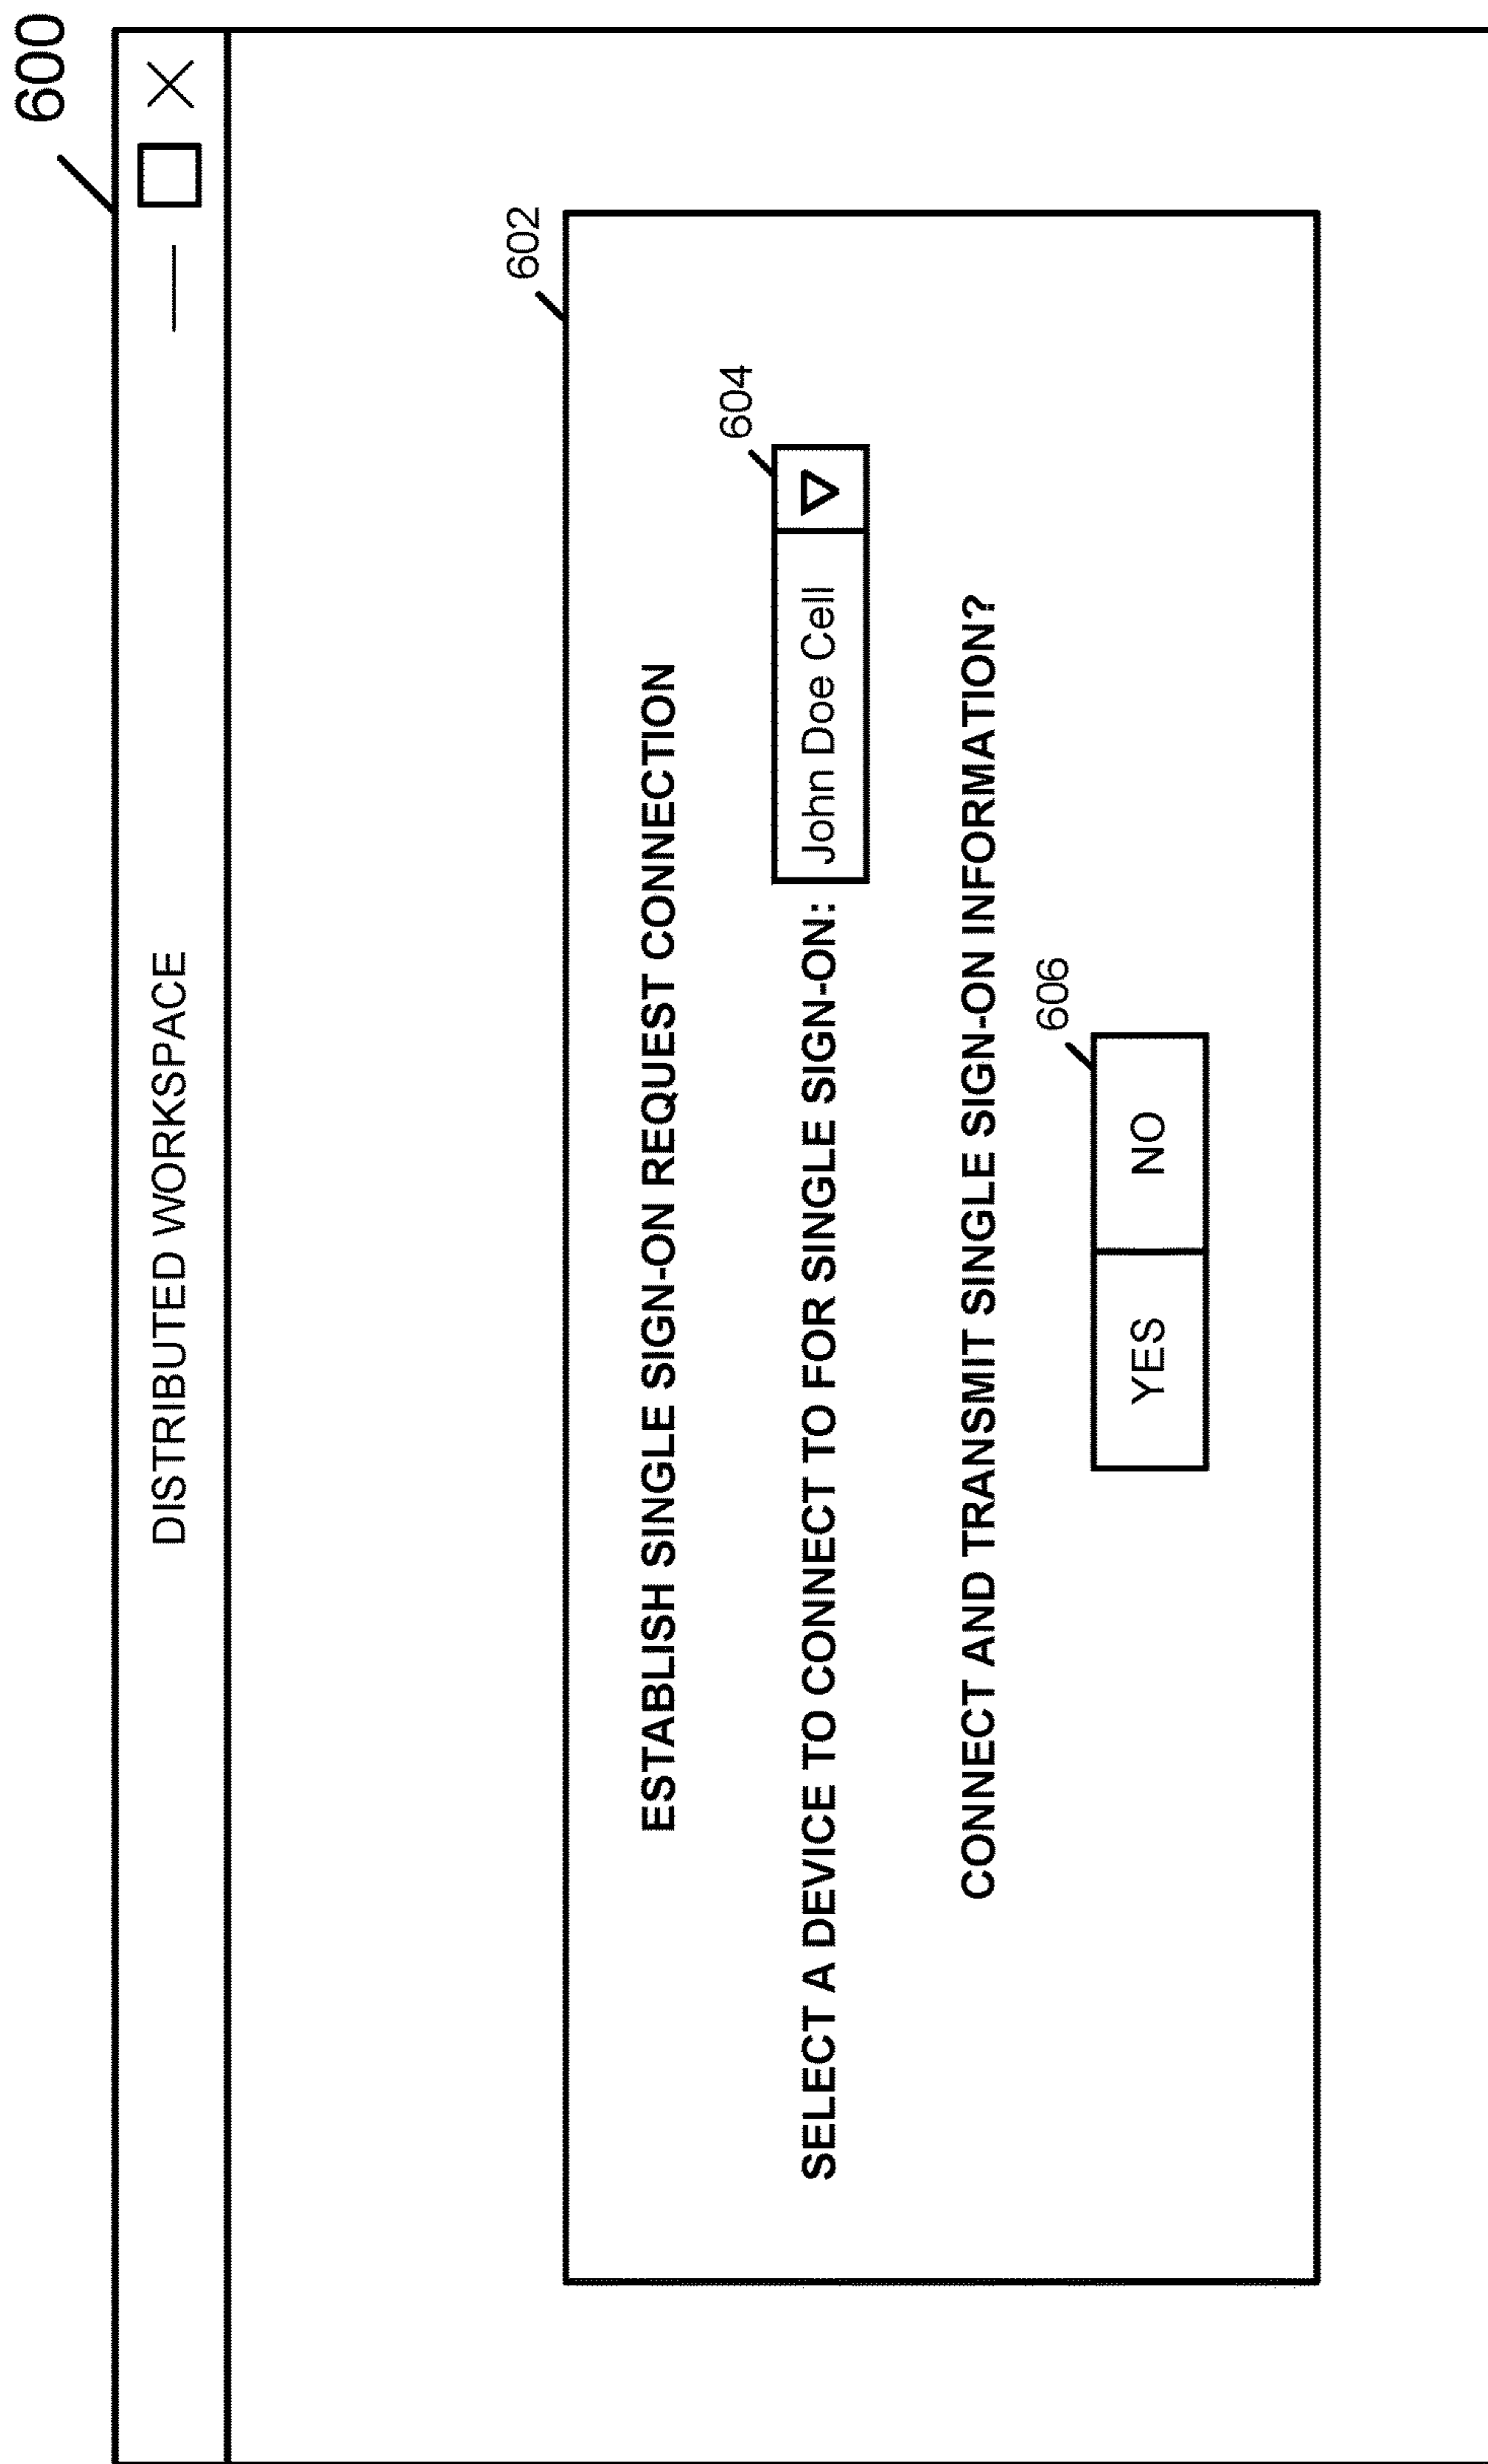 600
DISTRIBUTED WORKSPACE
602
ESTABLISH SINGLE SIGN-ON REQUEST CONNECTION
604
SELECT A DEVICE TO CONNECT TO FOR SINGLE SIGN-ON: John Doe Cell
CONNECT AND TRANSMIT SINGLE SIGN-ON INFORMATION?
606
YES NO